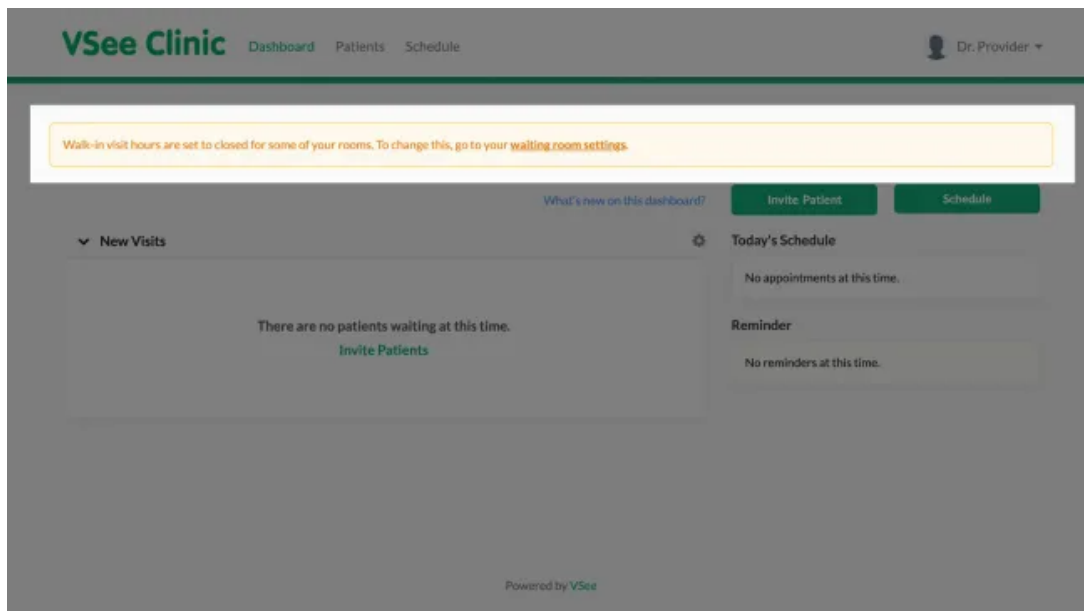 VSee Clinic Dashboard Patients Schedule Dr. Provider
Walk-in visit hours are set to closed for some of your rooms. To change this, go to your waiting room settings.
What's new on this dashboard? Invite Patient Schedule
New Visits
There are no patients waiting at this time.
Invite Patients
Today's Schedule
No appointments at this time.
Reminder
No reminders at this time.
Powered by VSee